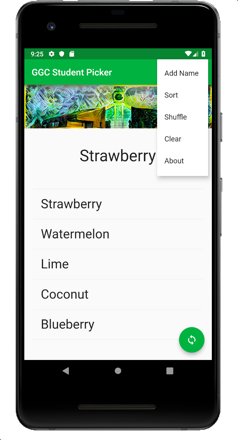 9:25
GGC Student Picker
Add Name
Sort
Shuffle
Clear
About
Strawberry
Strawberry
Watermelon
Lime
Coconut
Blueberry